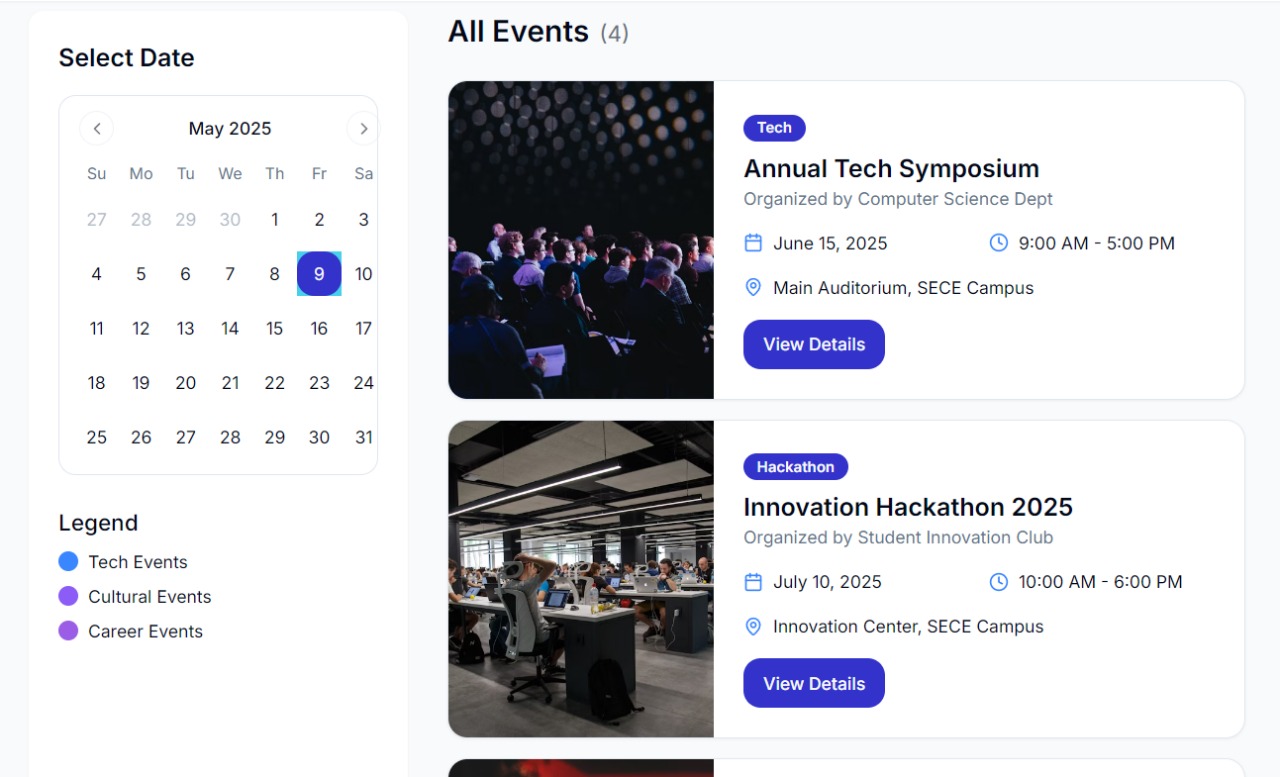 Select Date
May 2025
Su Mo Tu We Th Fr Sa
27 28 29 30 1 2 3
4 5 6 7 8 9 10
11 12 13 14 15 16 17
18 19 20 21 22 23 24
25 26 27 28 29 30 31
Legend
Tech Events
Cultural Events
Career Events
All Events (4)
Tech
Annual Tech Symposium
Organized by Computer Science Dept
June 15, 2025 9:00 AM - 5:00 PM
Main Auditorium, SECE Campus
View Details
Hackathon
Innovation Hackathon 2025
Organized by Student Innovation Club
July 10, 2025 10:00 AM - 6:00 PM
Innovation Center, SECE Campus
View Details